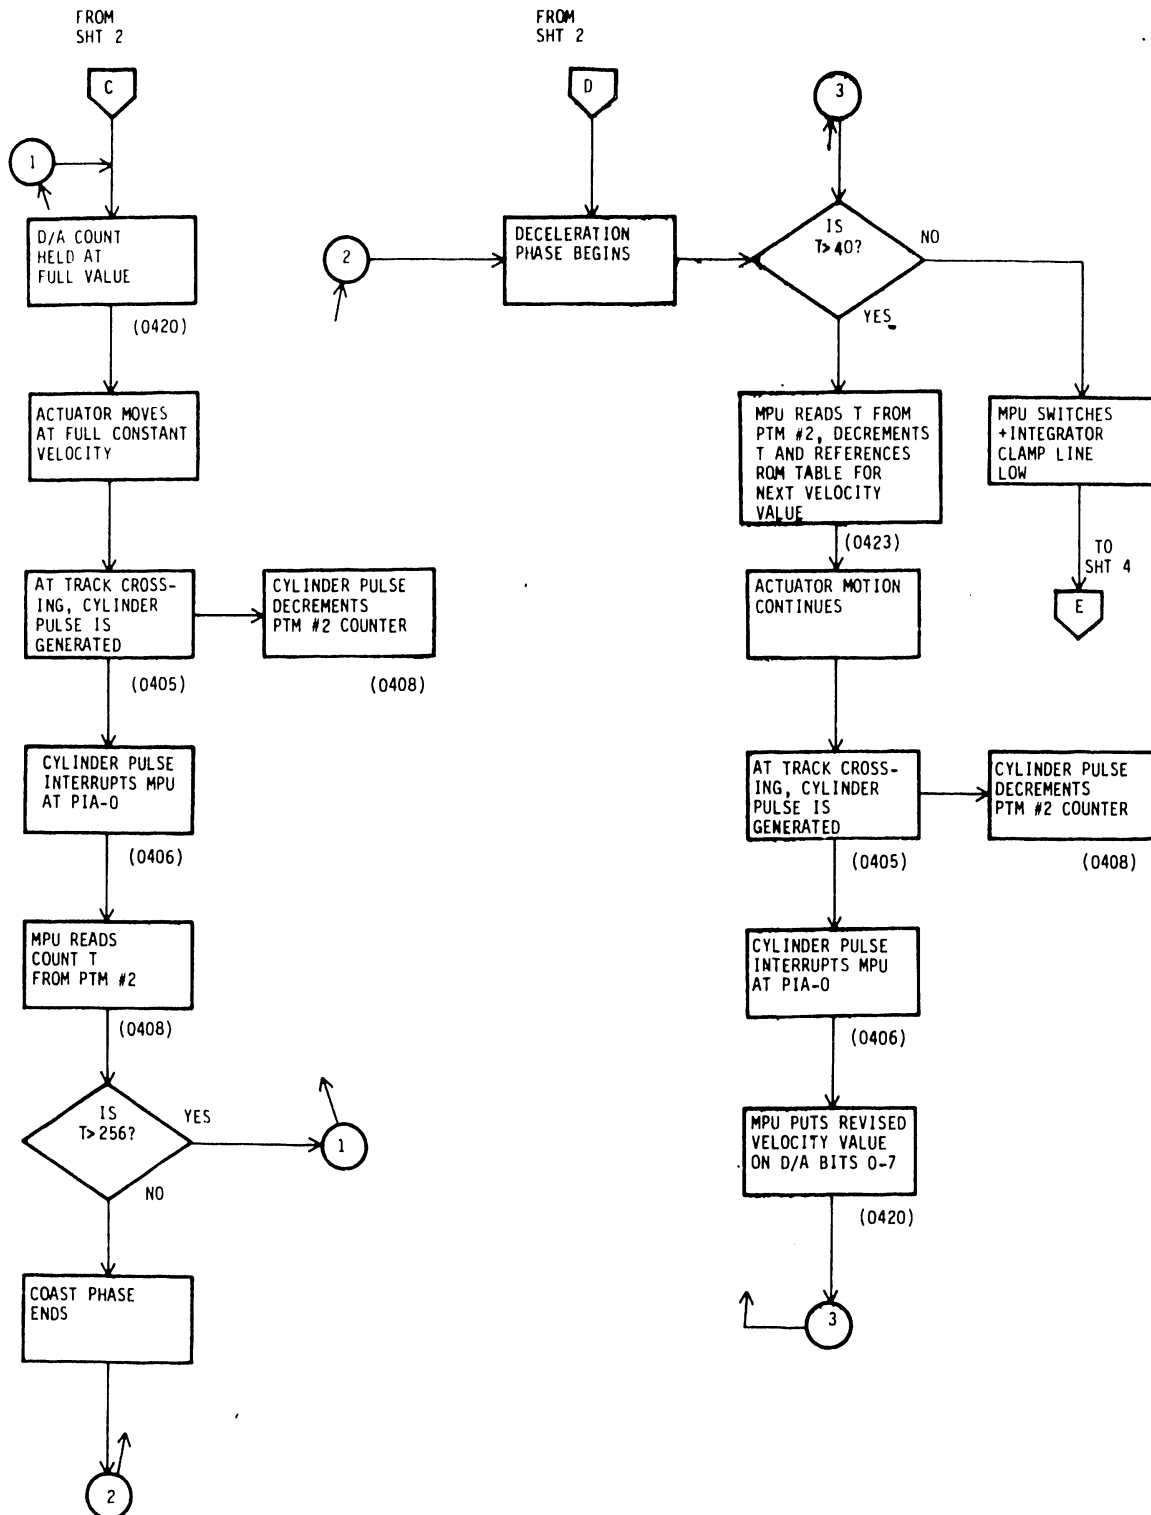 FROM
SHT 2
C
1
D/A COUNT
HELD AT
FULL VALUE
(0420)
ACTUATOR MOVES
AT FULL CONSTANT
VELOCITY
AT TRACK CROSS-
ING, CYLINDER
PULSE IS
GENERATED
(0405)
CYLINDER PULSE
DECREMENTS
PTM #2 COUNTER
(0408)
CYLINDER PULSE
INTERRUPTS MPU
AT PIA-0
(0406)
MPU READS
COUNT T
FROM PTM #2
(0408)
IS
T>256?
YES
1
NO
COAST PHASE
ENDS
2
FROM
SHT 2
D
2
DECELERATION
PHASE BEGINS
3
IS
T>40?
NO
YES
MPU READS T FROM
PTM #2, DECREMENTS
T AND REFERENCES
ROM TABLE FOR
NEXT VELOCITY
VALUE
(0423)
MPU SWITCHES
+INTEGRATOR
CLAMP LINE
LOW
TO
SHT 4
E
ACTUATOR MOTION
CONTINUES
AT TRACK CROSS-
ING, CYLINDER
PULSE IS
GENERATED
(0405)
CYLINDER PULSE
DECREMENTS
PTM #2 COUNTER
(0408)
CYLINDER PULSE
INTERRUPTS MPU
AT PIA-0
(0406)
MPU PUTS REVISED
VELOCITY VALUE
ON D/A BITS 0-7
(0420)
3